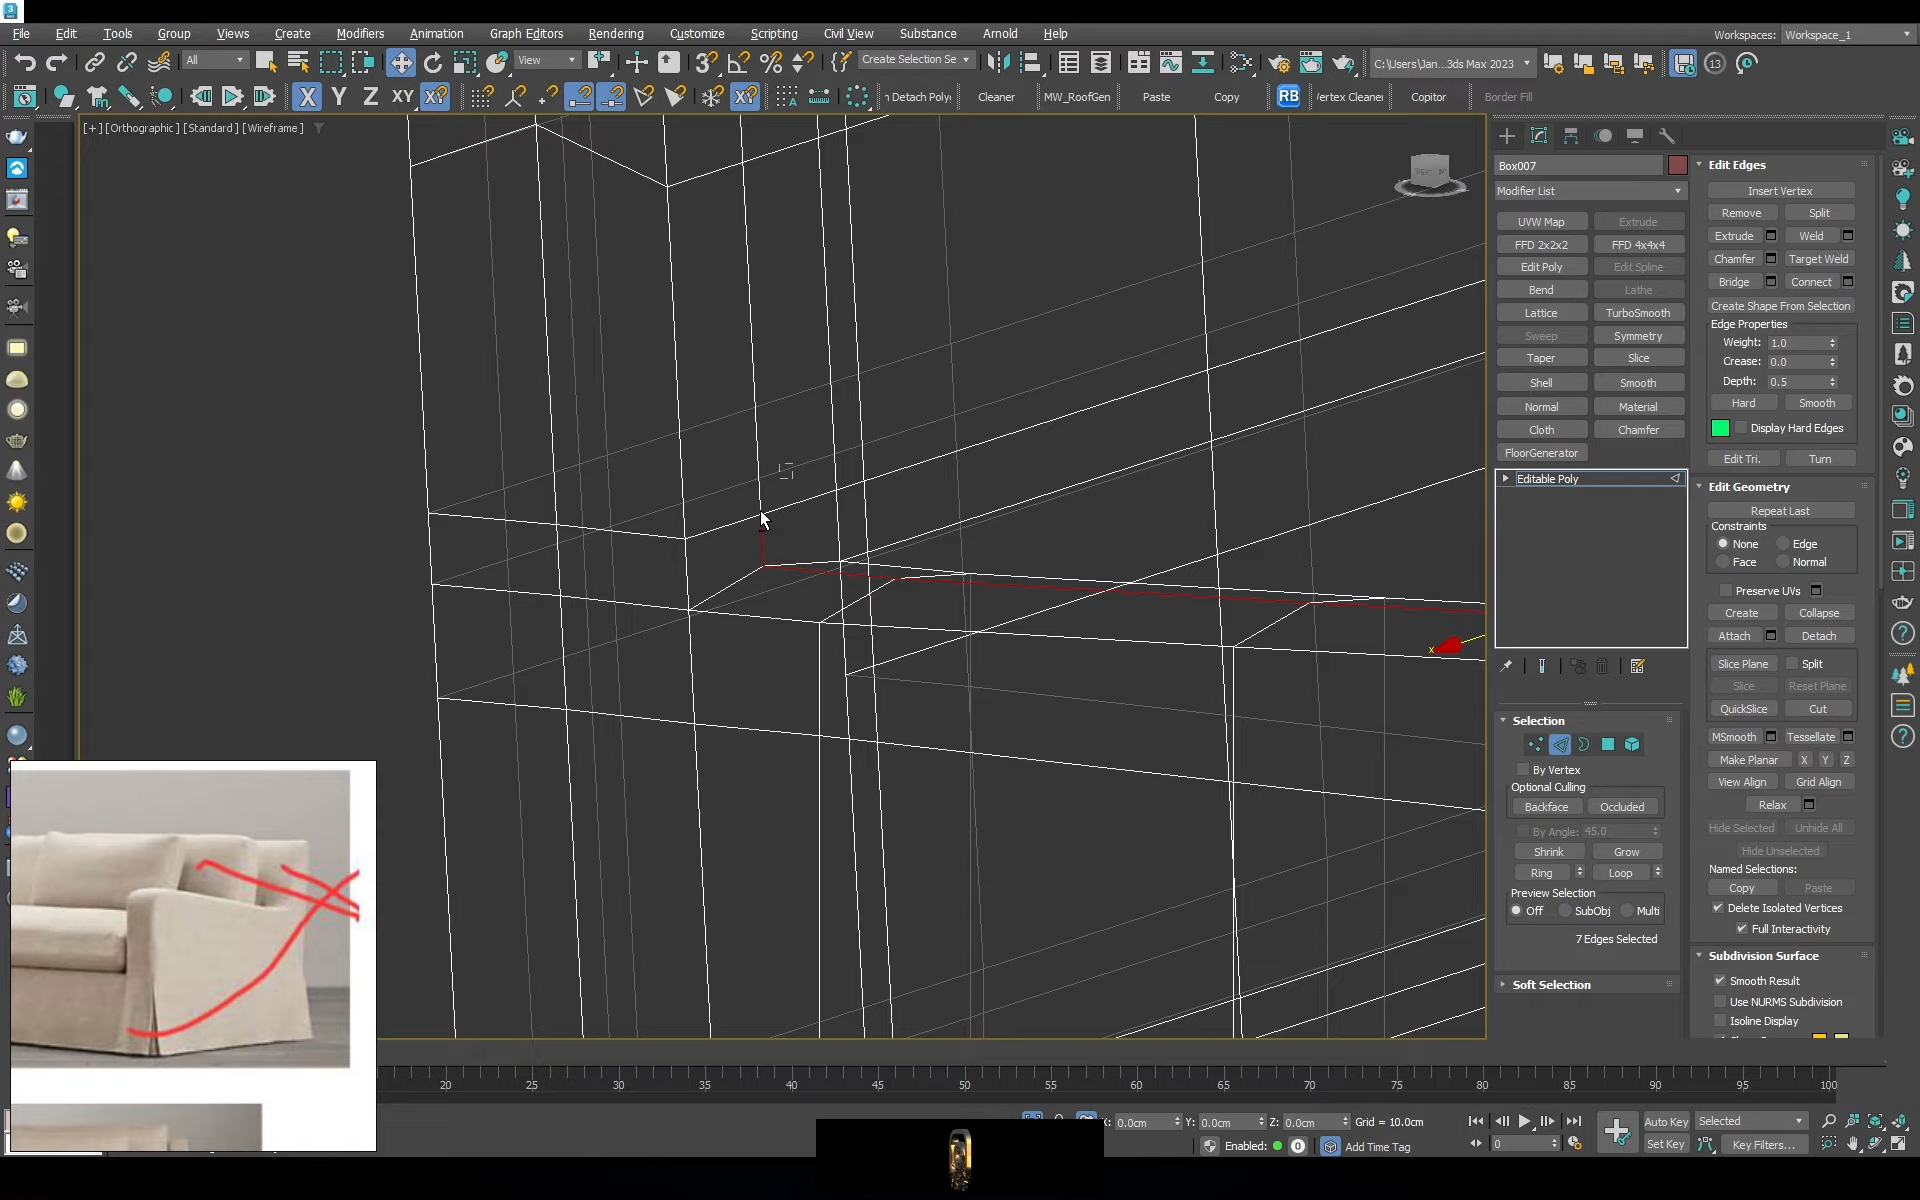 File Edit Tools Group Views Create Modifiers Animation Graph Editors Rendering Customize Scripting Civil View Substance Arnold Help
Workspaces: Workspace_1
All View Create Selection Se C:\Users\Jan...3ds Max 2023 13
X Y Z XY Detach Poly Cleaner MW_RoofGen Paste Copy RB Vertex Cleaner Copitor Border Fill
[+] [Orthographic] [Standard] [Wireframe]
Box007
Modifier List
UVW Map Extrude
FFD 2x2x2 FFD 4x4x4
Edit Poly Edit Spline
Bend Lathe
Lattice TurboSmooth
Sweep Symmetry
Taper Slice
Shell Smooth
Normal Material
Cloth Chamfer
FloorGenerator
Editable Poly
Selection
By Vertex
Optional Culling
Backface Occluded
By Angle: 45.0
Shrink Grow
Ring Loop
Preview Selection
Off SubObj Multi
7 Edges Selected
Soft Selection
Edit Edges
Insert Vertex
Remove Split
Extrude Weld
Chamfer Target Weld
Bridge Connect
Create Shape From Selection
Edge Properties
Weight: 1.0
Crease: 0.0
Depth: 0.5
Hard Smooth
Display Hard Edges
Edit Tri. Turn
Edit Geometry
Repeat Last
Constraints
None Edge
Face Normal
Preserve UVs
Create Collapse
Attach Detach
Slice Plane Split
Slice Reset Plane
QuickSlice Cut
MSmooth Tessellate
Make Planar X Y Z
View Align Grid Align
Relax
Hide Selected Unhide All
Hide Unselected
Named Selections:
Copy Paste
Delete Isolated Vertices
Full Interactivity
Subdivision Surface
Smooth Result
Use NURMS Subdivision
Isoline Display
x
20 25 30 35 40 45 50 55 60 65 70 75 80 85 90 95 100
X: 0.0cm Y: 0.0cm Z: 0.0cm Grid = 10.0cm
Auto Key Selected
Enabled: 0 Add Time Tag
0 Set Key Key Filters...